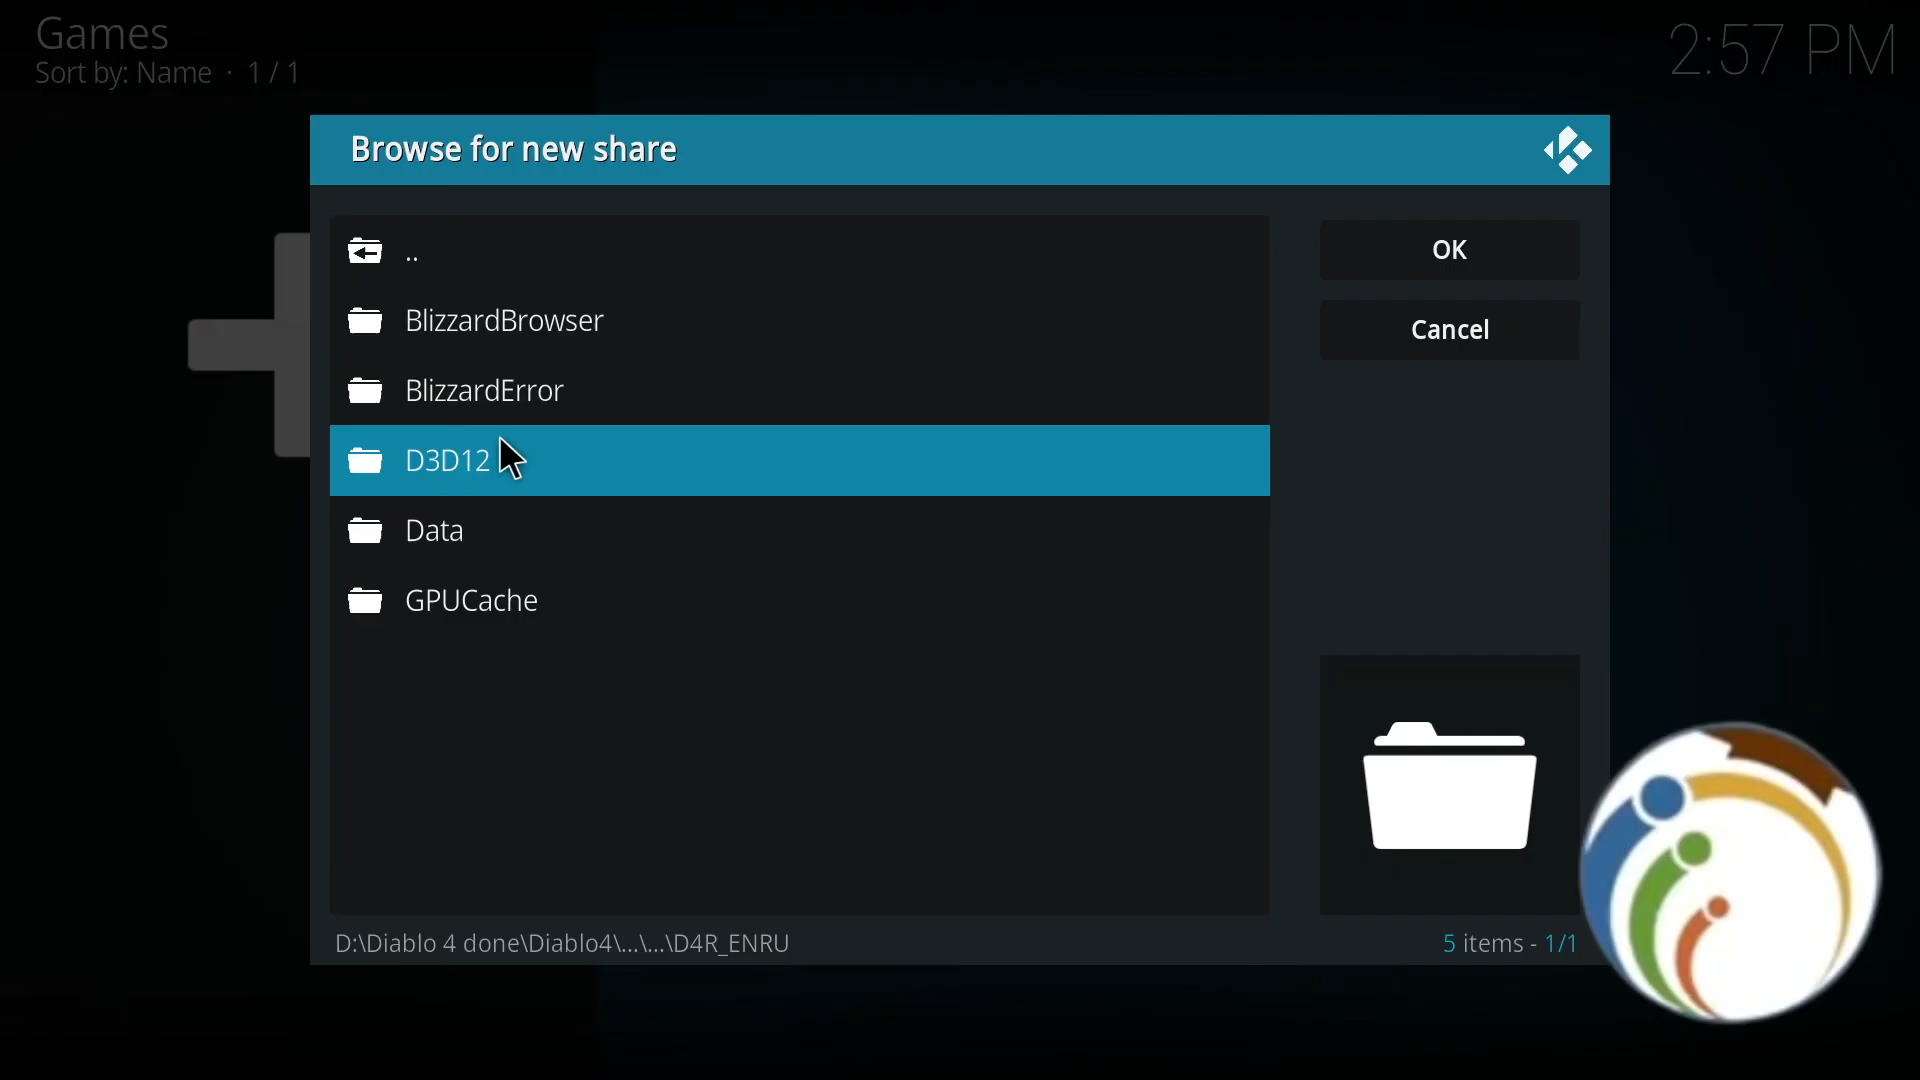 Games
Sort by: Name · 1 / 1
2:57 PM
Browse for new share
..
BlizzardBrowser
BlizzardError
D3D12
Data
GPUCache
OK
Cancel
D:\Diablo 4 done\Diablo4\...\...\D4R_ENRU
5 items - 1/1